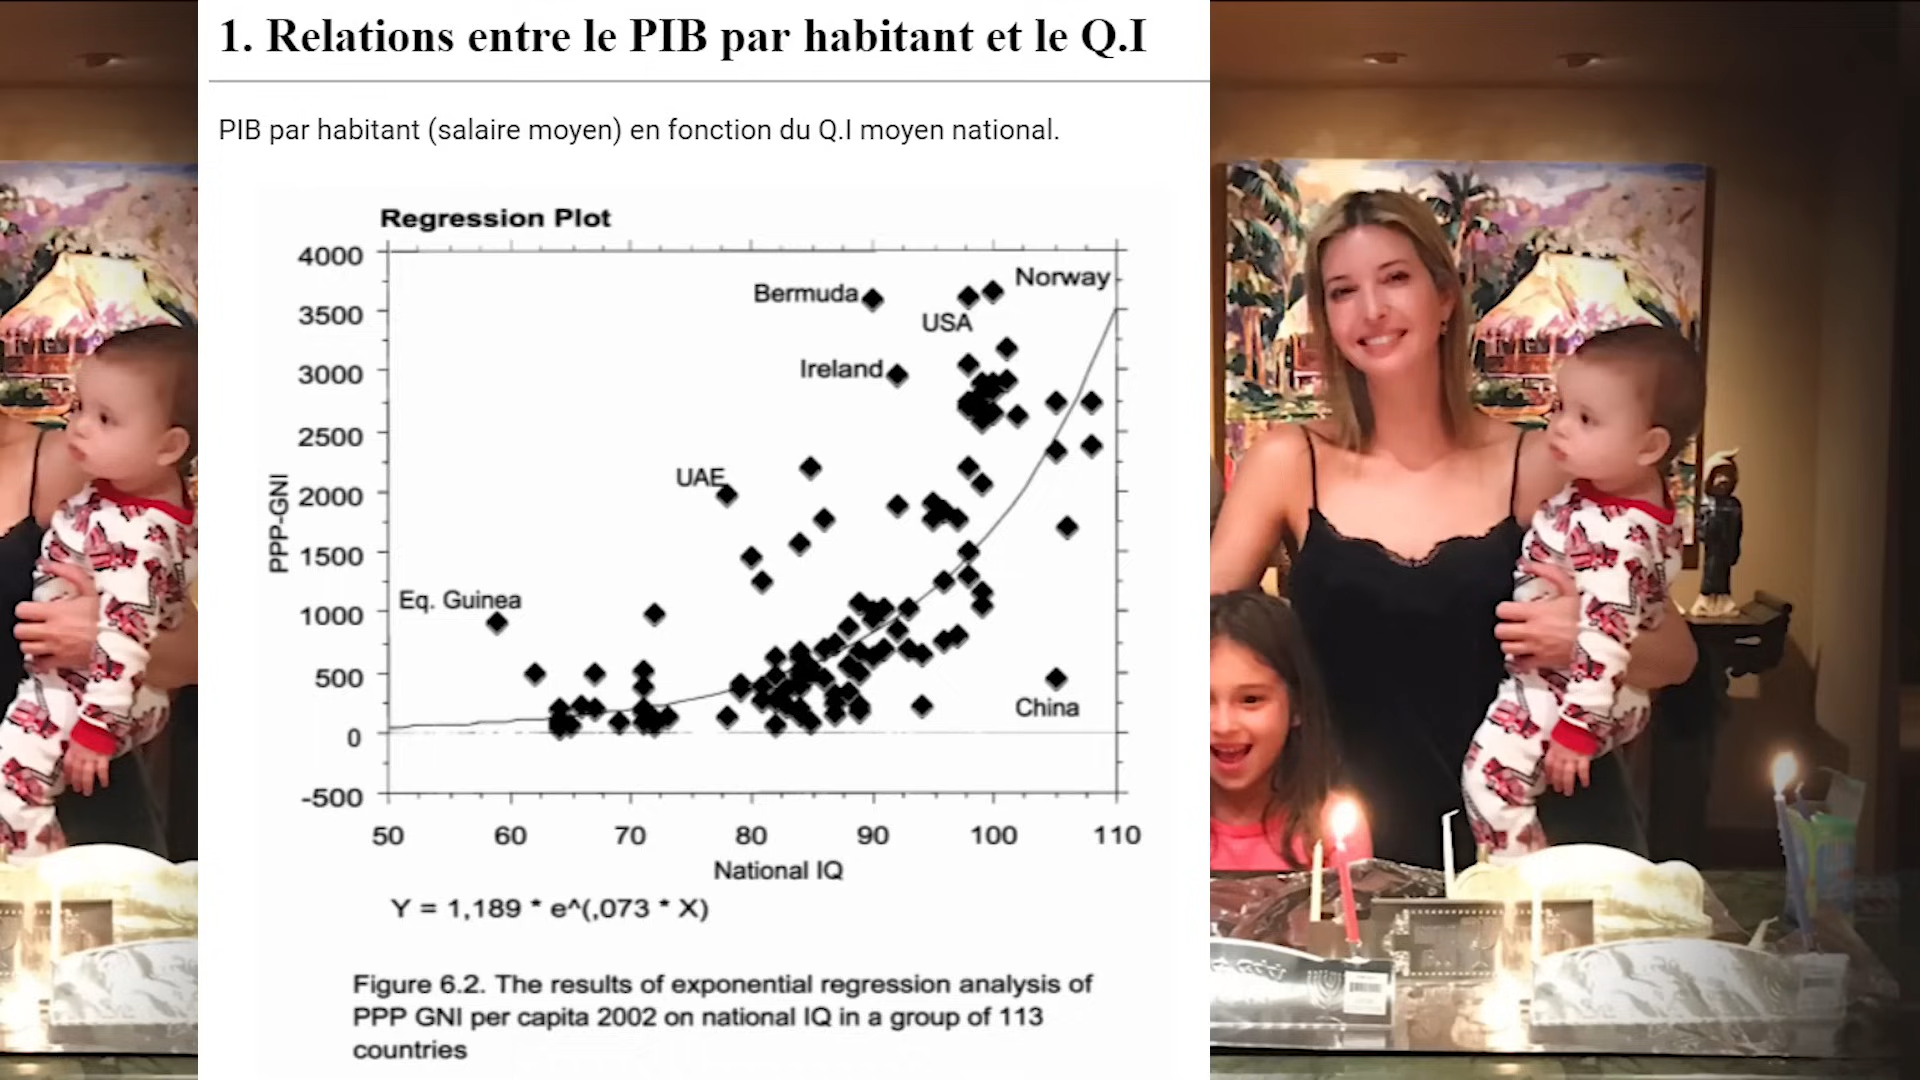 1. Relations entre le PIB par habitant et le Q.I
PIB par habitant (salaire moyen) en fonction du Q.I moyen national.
Regression Plot
4000
3500
3000
2500
2000
1500
1000
500
0
-500
PPP-GNI
Bermuda
Norway
USA
Ireland
UAE
Eq. Guinea
China
50 60 70 80 90 100 110
National IQ
Y = 1,189 * e^(,073 * X)
Figure 6.2. The results of exponential regression analysis of
PPP GNI per capita 2002 on national IQ in a group of 113
countries